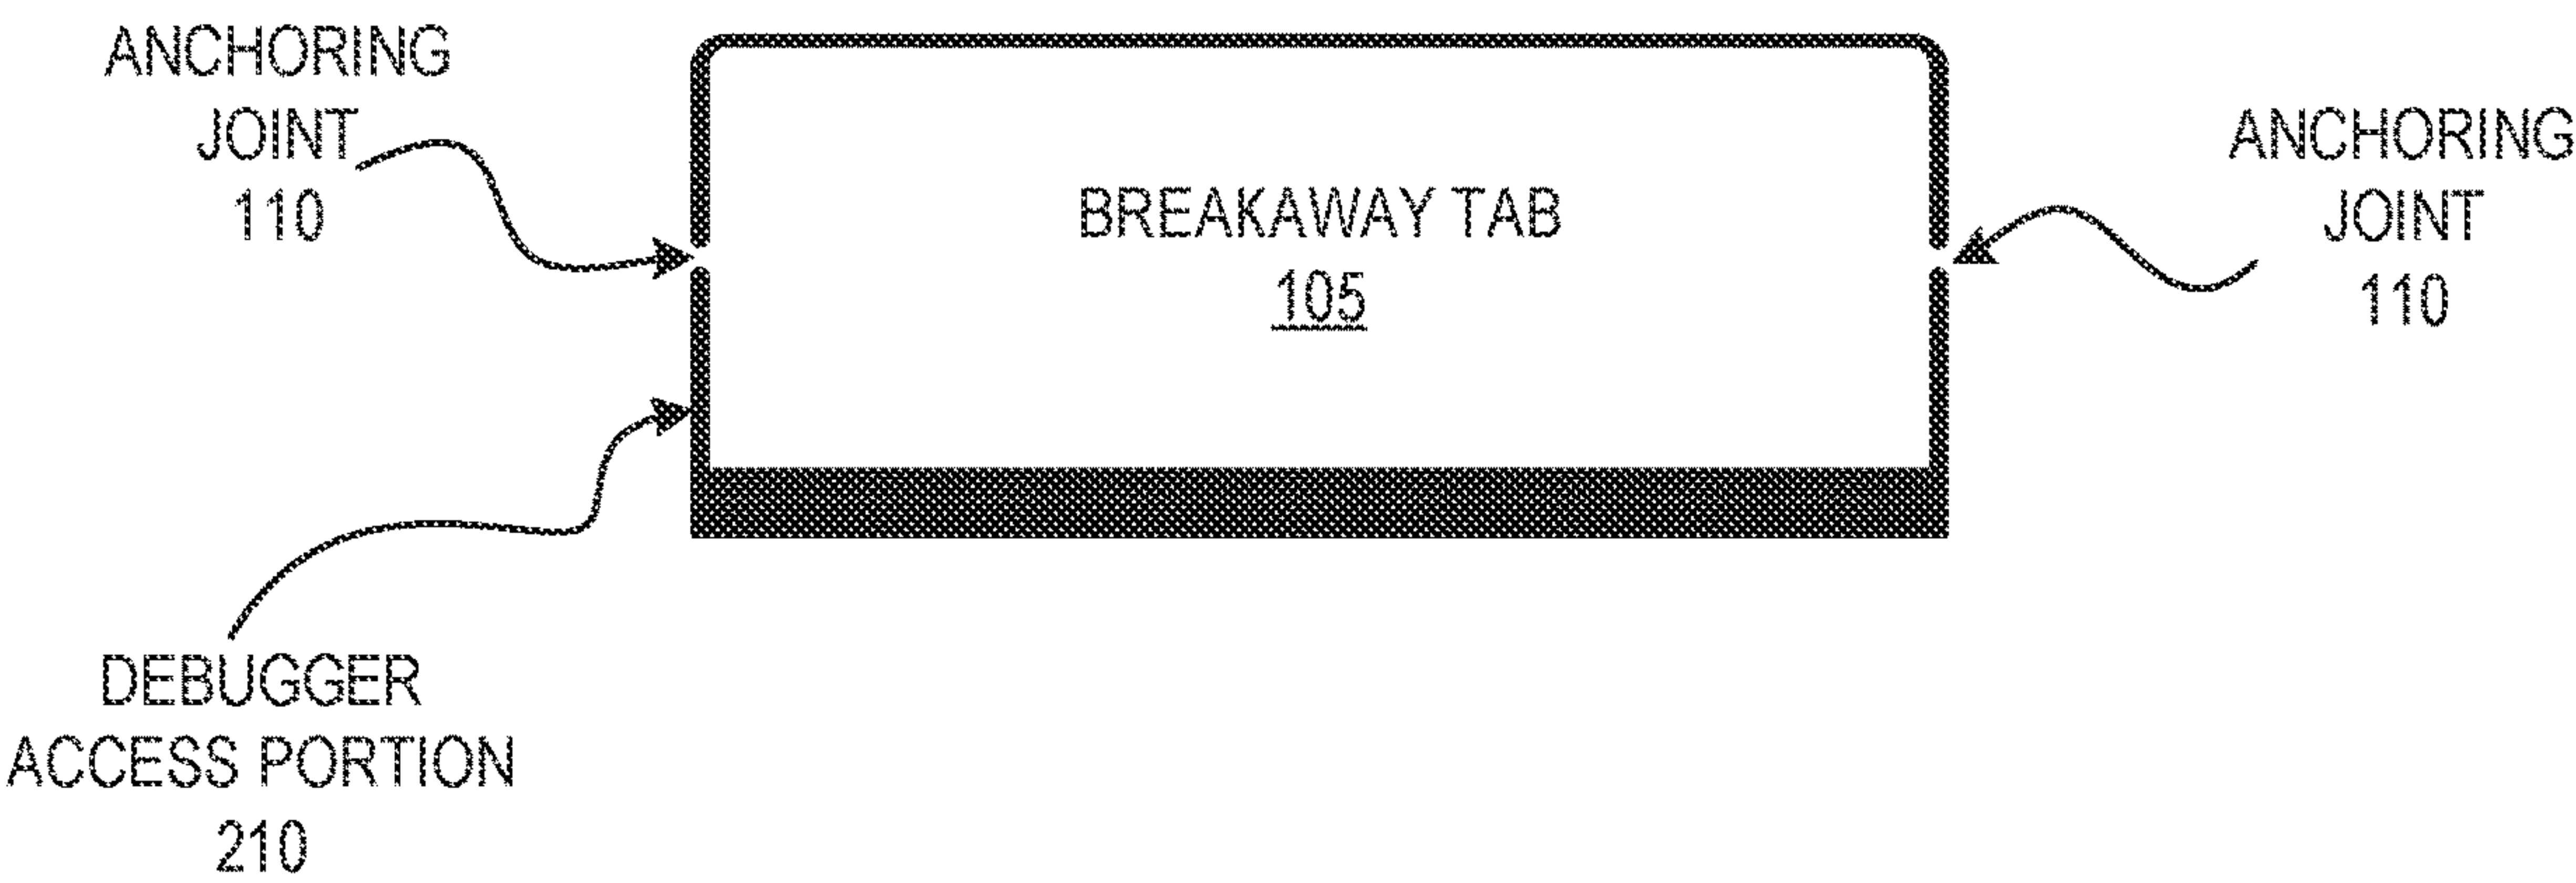 ANCHORING
JOINT
110
BREAKAWAY TAB
105
ANCHORING
JOINT
110
DEBUGGER
ACCESS PORTION
210